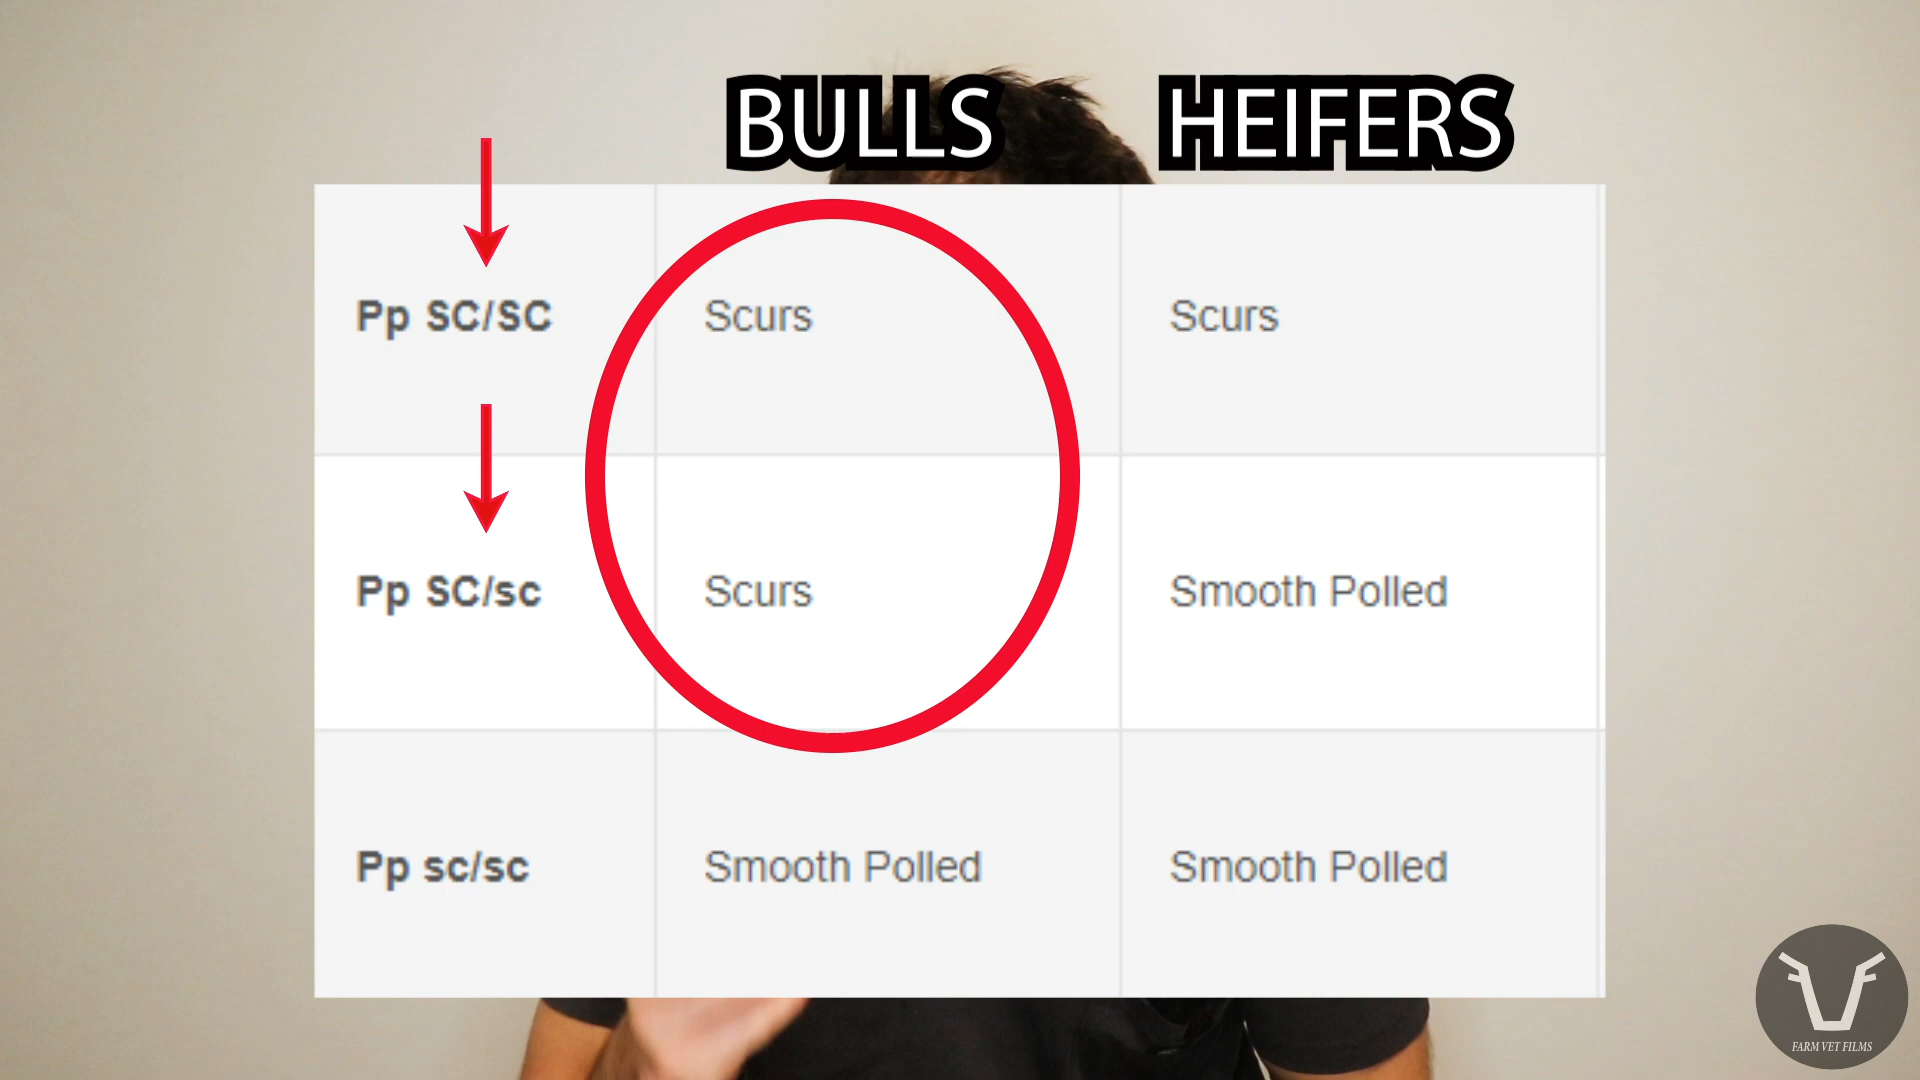 BULLS HEIFERS
Pp SC/SC Scurs Scurs
Pp SC/sc Scurs Smooth Polled
Pp sc/sc Smooth Polled Smooth Polled
FARM VET FILMS